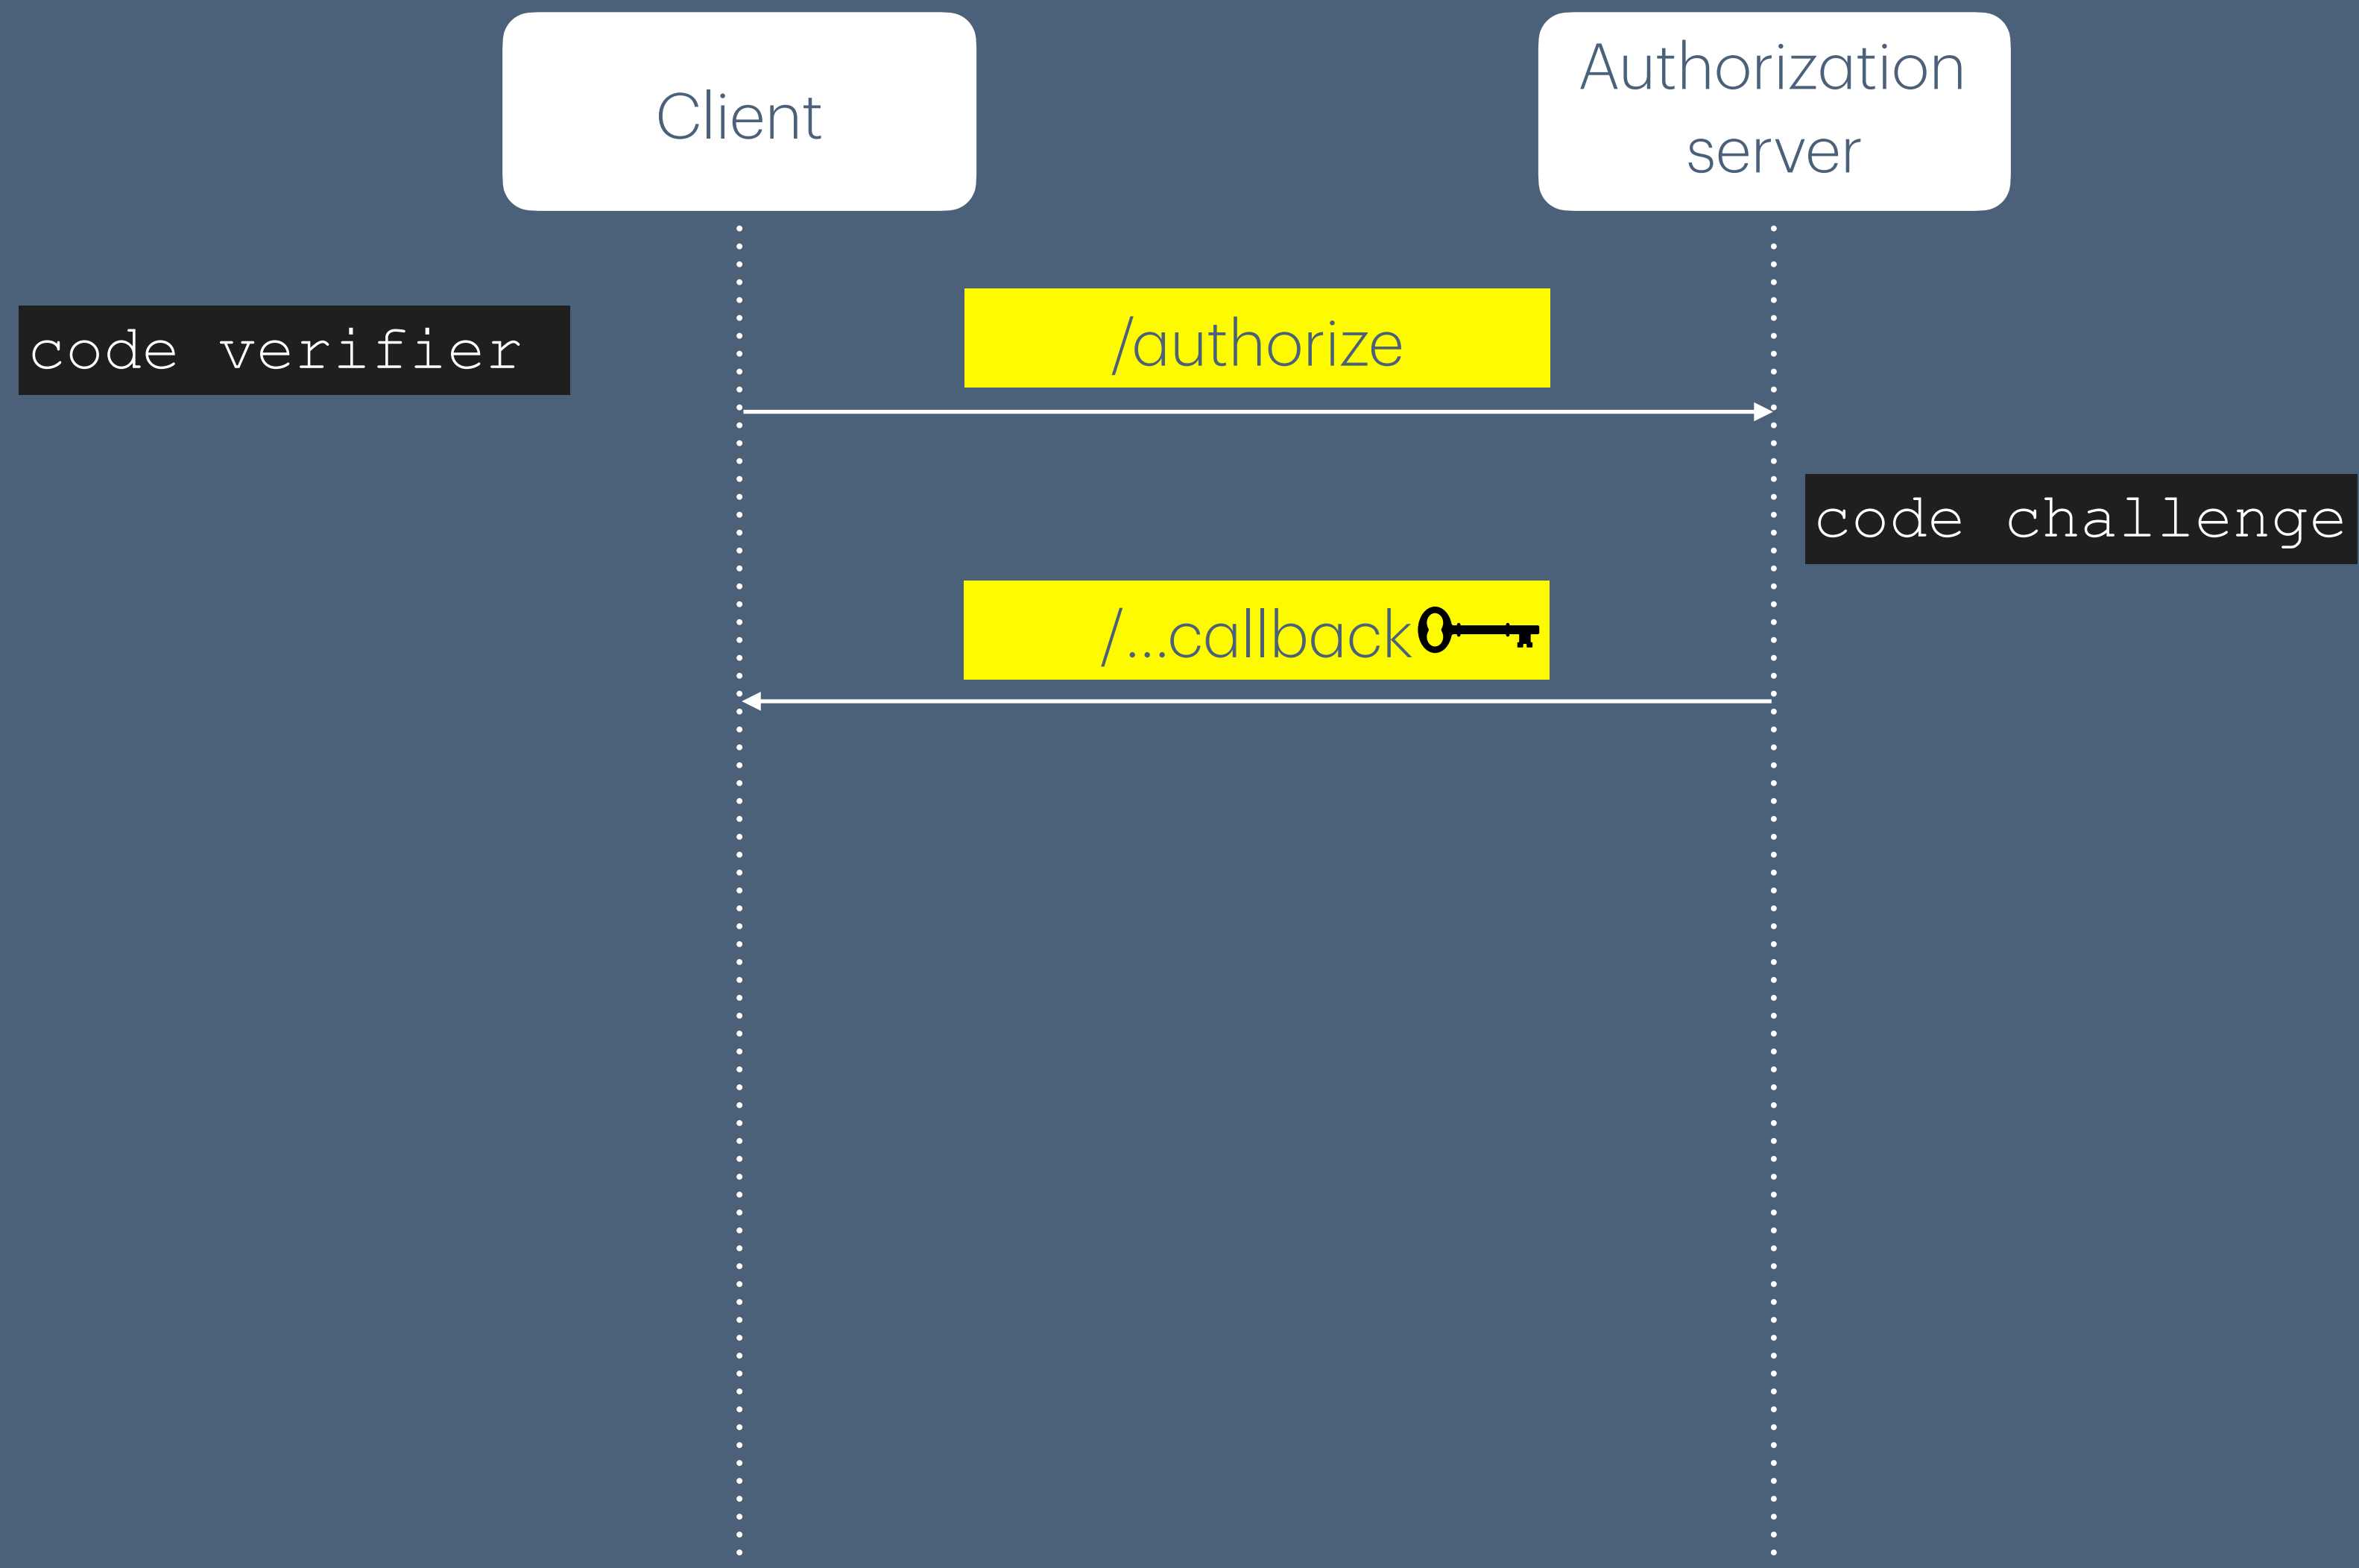 Client
Authorization
server
code verifier
/authorize
code challenge
/...callback